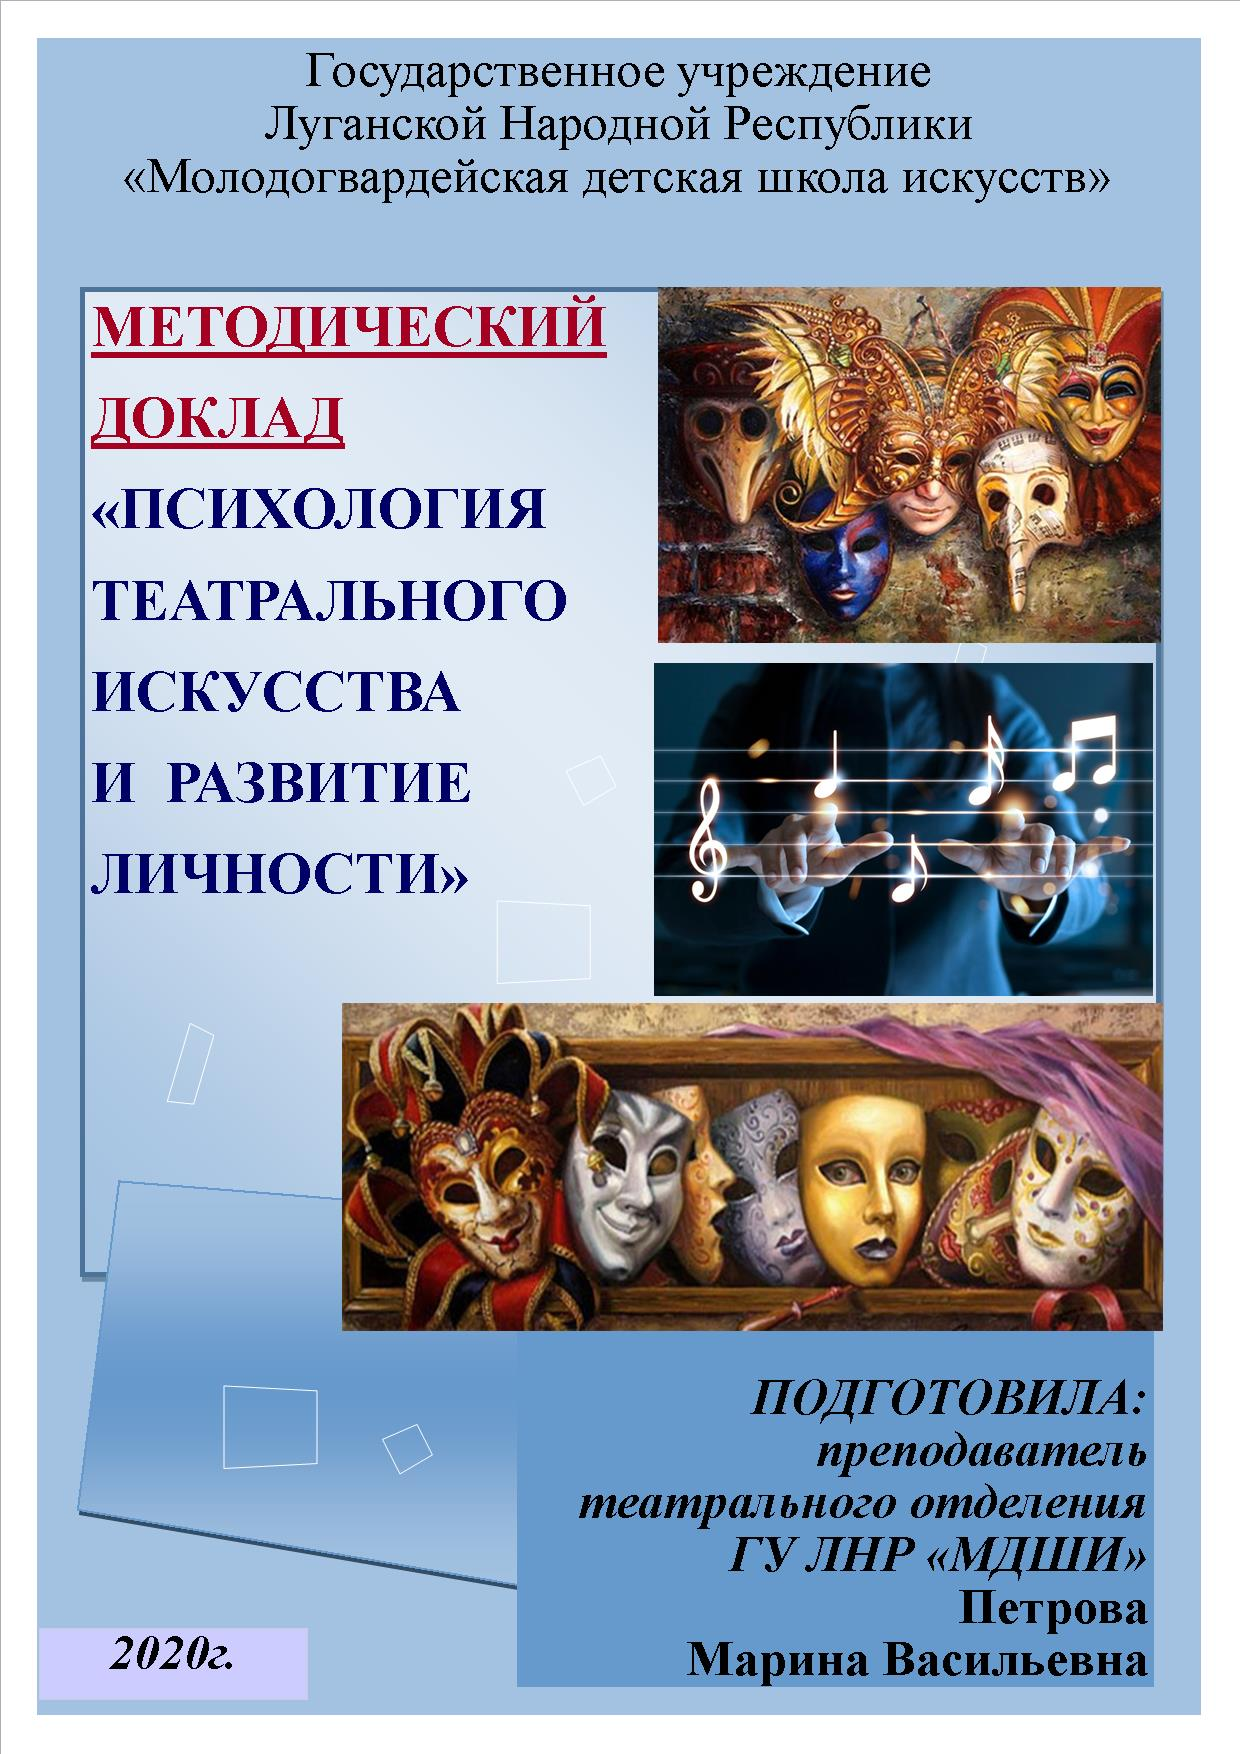 Государственное учреждение
Луганской Народной Республики
«Молодогвардейская детская школа искусств»
МЕТОДИЧЕСКИЙ
ДОКЛАД
«ПСИХОЛОГИЯ
ТЕАТРАЛЬНОГО
ИСКУССТВА
И РАЗВИТИЕ
ЛИЧНОСТИ»
ПОДГОТОВИЛА:
преподаватель
театрального отделения
ГУ ЛНР «МДШИ»
Петрова
Марина Васильевна
2020г.